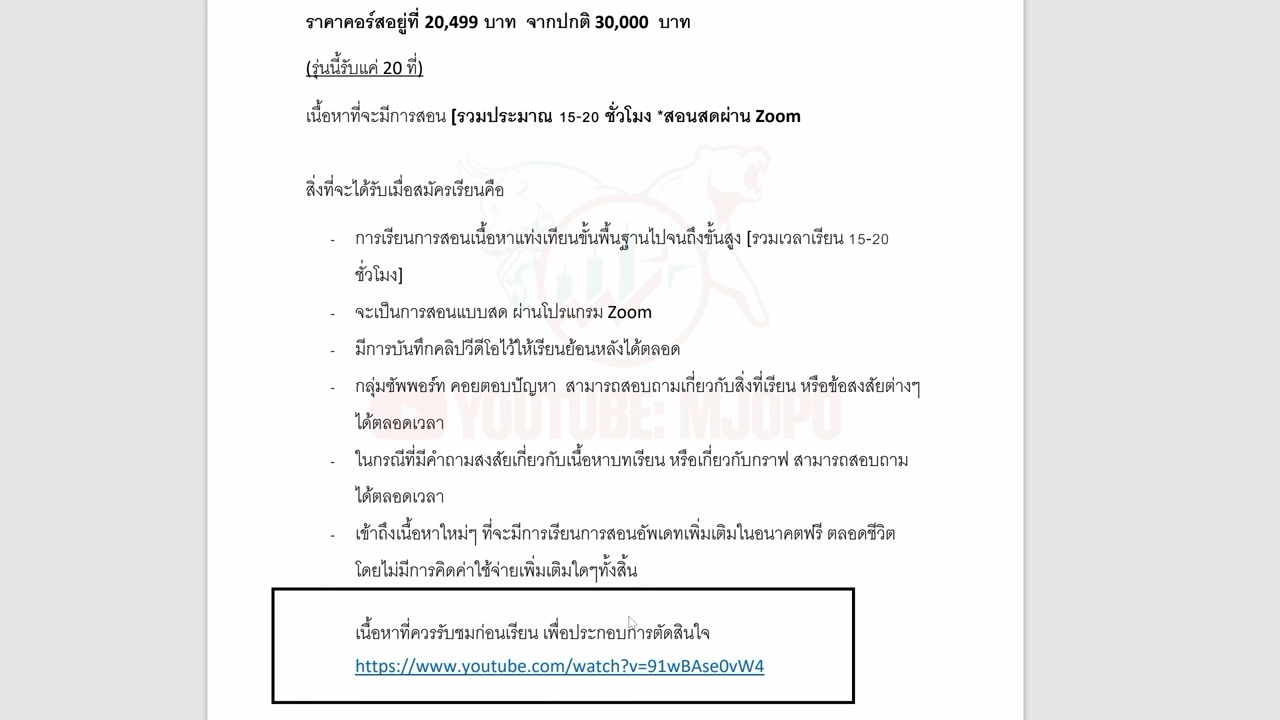 ราคาคอร์สอยู่ที่ 20,499 บาท จากปกติ 30,000 บาท
(รุ่นนี้รับแค่ 20 ที่)
เนื้อหาที่จะมีการสอน [รวมประมาณ 15-20 ชั่วโมง *สอนสดผ่าน Zoom
สิ่งที่จะได้รับเมื่อสมัครเรียนคือ
- การเรียนการสอนเนื้อหาแท่งเทียนขั้นพื้นฐานไปจนถึงขั้นสูง [รวมเวลาเรียน 15-20
ชั่วโมง]
- จะเป็นการสอนแบบสด ผ่านโปรแกรม Zoom
- มีการบันทึกคลิปวีดีโอไว้ให้เรียนย้อนหลังได้ตลอด
- กลุ่มซัพพอร์ท คอยตอบปัญหา สามารถสอบถามเกี่ยวกับสิ่งที่เรียน หรือข้อสงสัยต่างๆ
ได้ตลอดเวลา
YOUTUBE: MJOPO
- ในกรณีที่มีคำถามสงสัยเกี่ยวกับเนื้อหาบทเรียน หรือเกี่ยวกับกราฟ สามารถสอบถาม
ได้ตลอดเวลา
- เข้าถึงเนื้อหาใหม่ๆ ที่จะมีการเรียนการสอนอัพเดทเพิ่มเติมในอนาคตฟรี ตลอดชีวิต
โดยไม่มีการคิดค่าใช้จ่ายเพิ่มเติมใดๆทั้งสิ้น
เนื้อหาที่ควรรับชมก่อนเรียน เพื่อประกอบการตัดสินใจ
https://www.youtube.com/watch?v=91wBAse0vW4